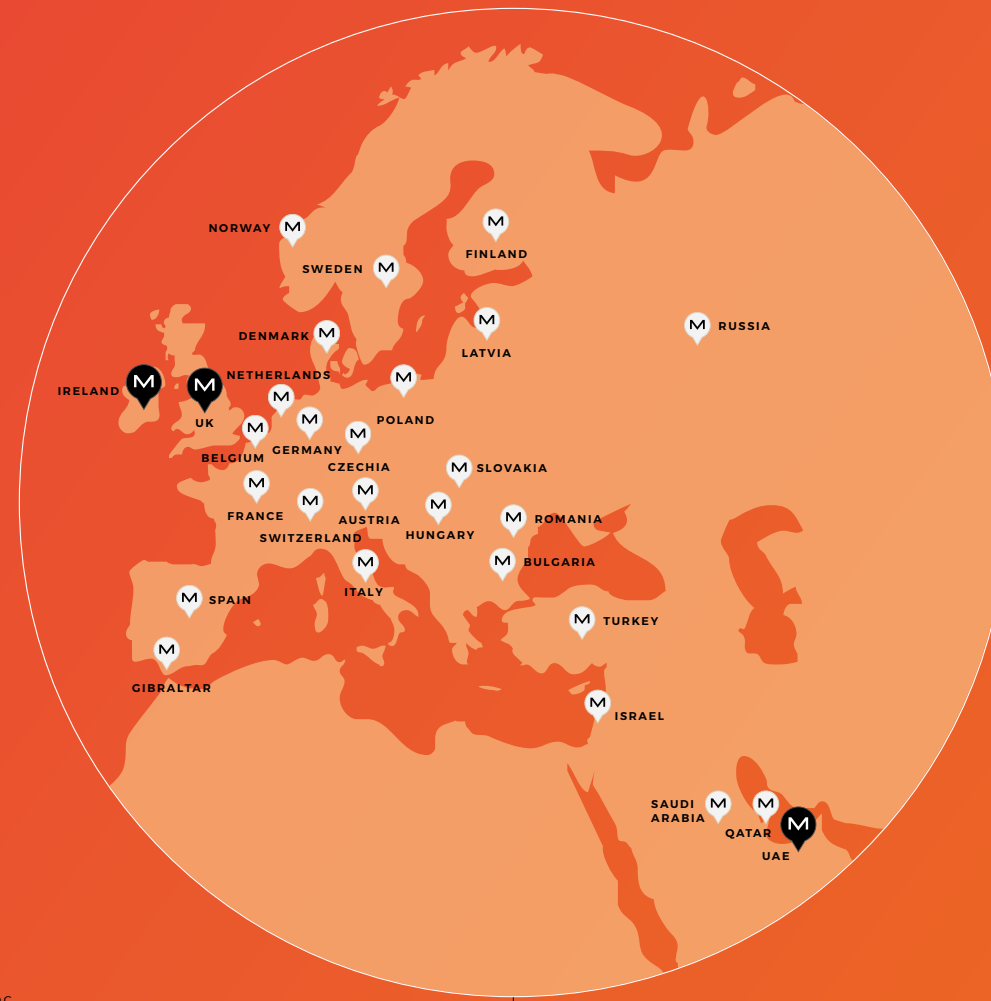 NORWAY
FINLAND
SWEDEN
RUSSIA
DENMARK
LATVIA
NETHERLANDS
IRELAND
UK
POLAND
GERMANY
BELGIUM
CZECHIA
SLOVAKIA
FRANCE
AUSTRIA
ROMANIA
HUNGARY
SWITZERLAND
BULGARIA
ITALY
SPAIN
TURKEY
GIBRALTAR
ISRAEL
SAUDI
ARABIA
QATAR
UAE